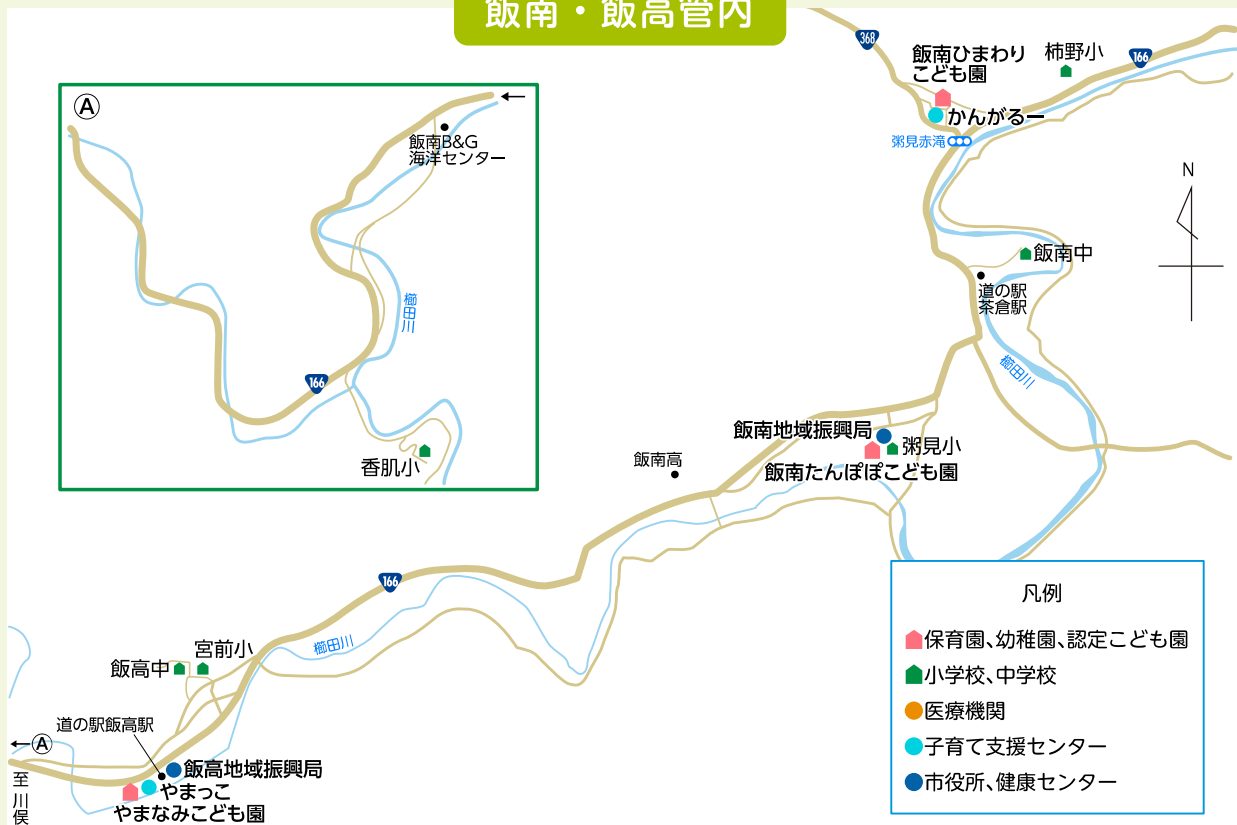 飯南・飯高管内
368
飯南ひまわり
こども園
柿野小
166
かんがるー
粥見赤滝
N
A
飯南B&G
海洋センター
櫛田川
166
香肌小
飯南中
道の駅
茶倉駅
櫛田川
飯南地域振興局
粥見小
飯南たんぽぽこども園
飯南高
166
櫛田川
宮前小
飯高中
道の駅飯高駅
A
至 川俣
飯高地域振興局
やまっこ
やまなみこども園
凡例
保育園、幼稚園、認定こども園
小学校、中学校
医療機関
子育て支援センター
市役所、健康センター